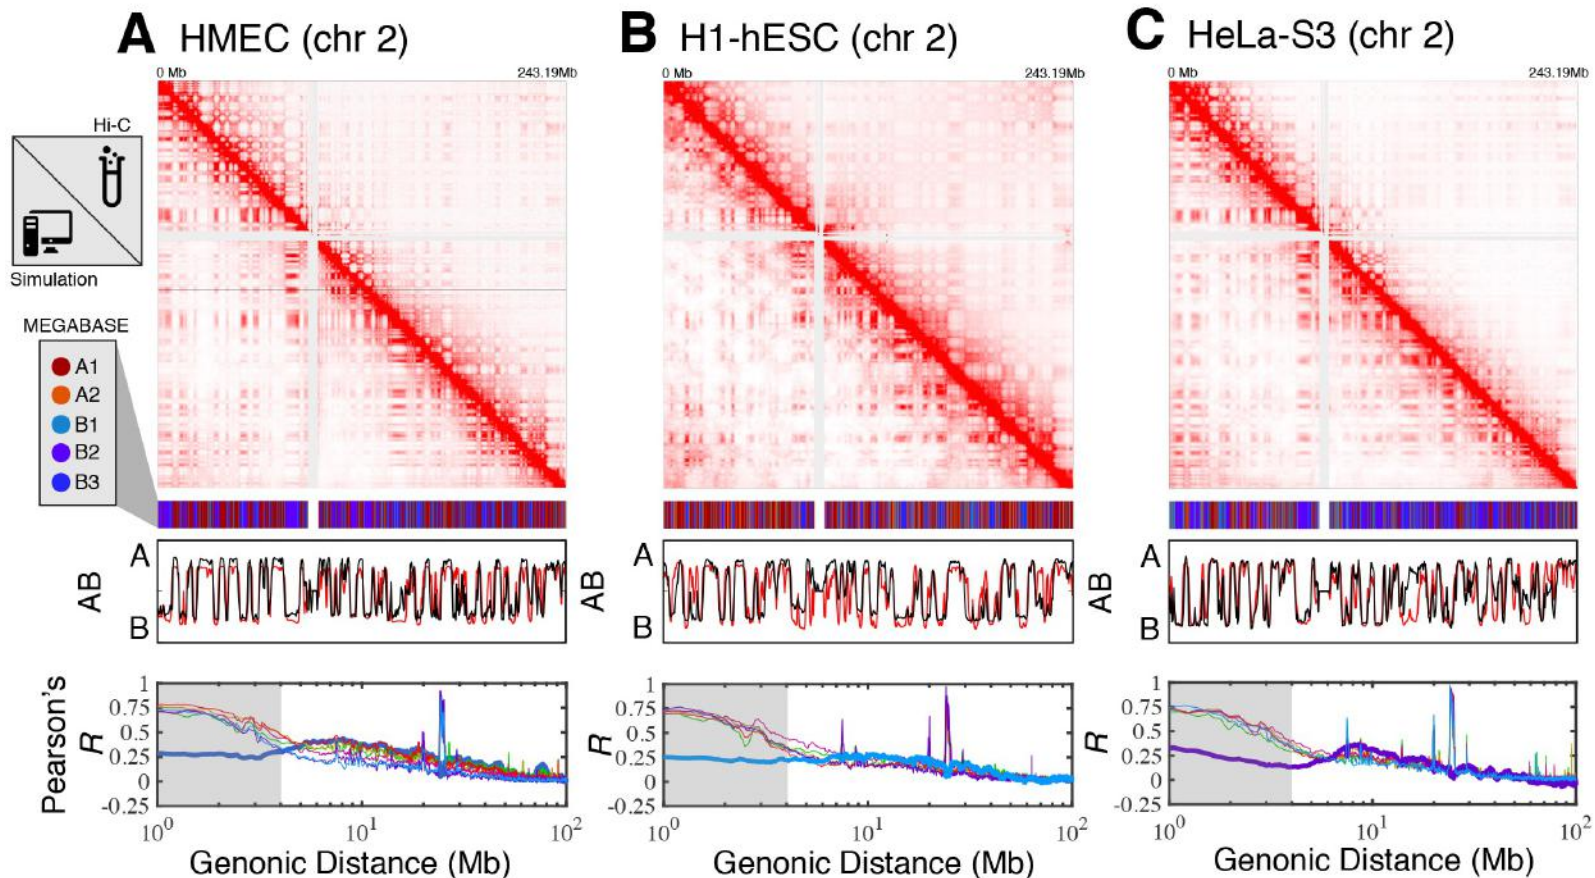 A HMEC (chr 2)
0 Mb 243.19Mb
B H1-hESC (chr 2)
0 Mb 243.19Mb
C HeLa-S3 (chr 2)
0 Mb 243.19Mb
Hi-C
Simulation
MEGABASE
A1
A2
B1
B2
B3
AB
A
B
AB
A
B
AB
A
B
Pearson's
R
1
0.75
0.5
0.25
0
-0.25
10^0 10^1 10^2
Genonic Distance (Mb)
R
1
0.75
0.5
0.25
0
-0.25
10^0 10^1 10^2
Genonic Distance (Mb)
R
1
0.75
0.5
0.25
0
-0.25
10^0 10^1 10^2
Genonic Distance (Mb)